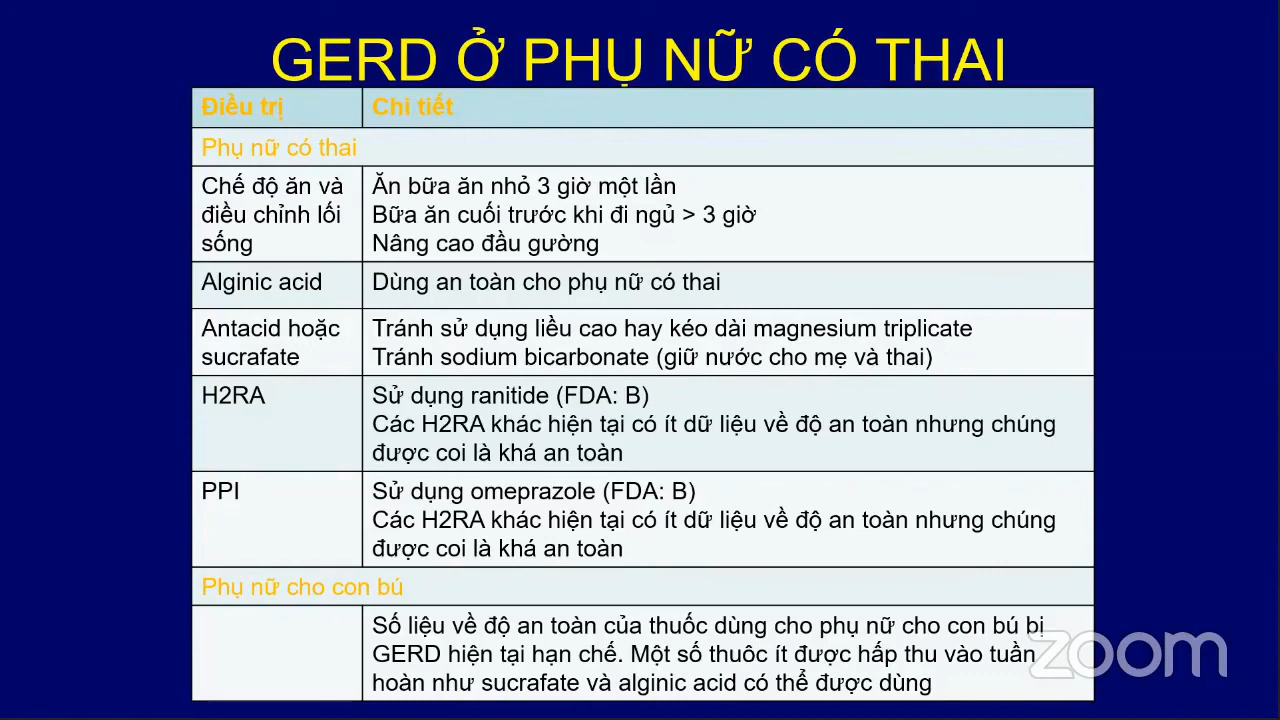 GERD Ở PHỤ NỮ CÓ THAI
Điều trị
Chi tiết
Phụ nữ có thai
Chế độ ăn và
điều chỉnh lối
sống
Ăn bữa ăn nhỏ 3 giờ một lần
Bữa ăn cuối trước khi đi ngủ > 3 giờ
Nâng cao đầu gường
Alginic acid
Dùng an toàn cho phụ nữ có thai
Antacid hoặc
sucrafate
Tránh sử dụng liều cao hay kéo dài magnesium triplicate
Tránh sodium bicarbonate (giữ nước cho mẹ và thai)
H2RA
Sử dụng ranitide (FDA: B)
Các H2RA khác hiện tại có ít dữ liệu về độ an toàn nhưng chúng
được coi là khá an toàn
PPI
Sử dụng omeprazole (FDA: B)
Các H2RA khác hiện tại có ít dữ liệu về độ an toàn nhưng chúng
được coi là khá an toàn
Phụ nữ cho con bú
Số liệu về độ an toàn của thuốc dùng cho phụ nữ cho con bú bị
GERD hiện tại hạn chế. Một số thuôc ít được hấp thu vào tuần
hoàn như sucrafate và alginic acid có thể được dùng
zoom